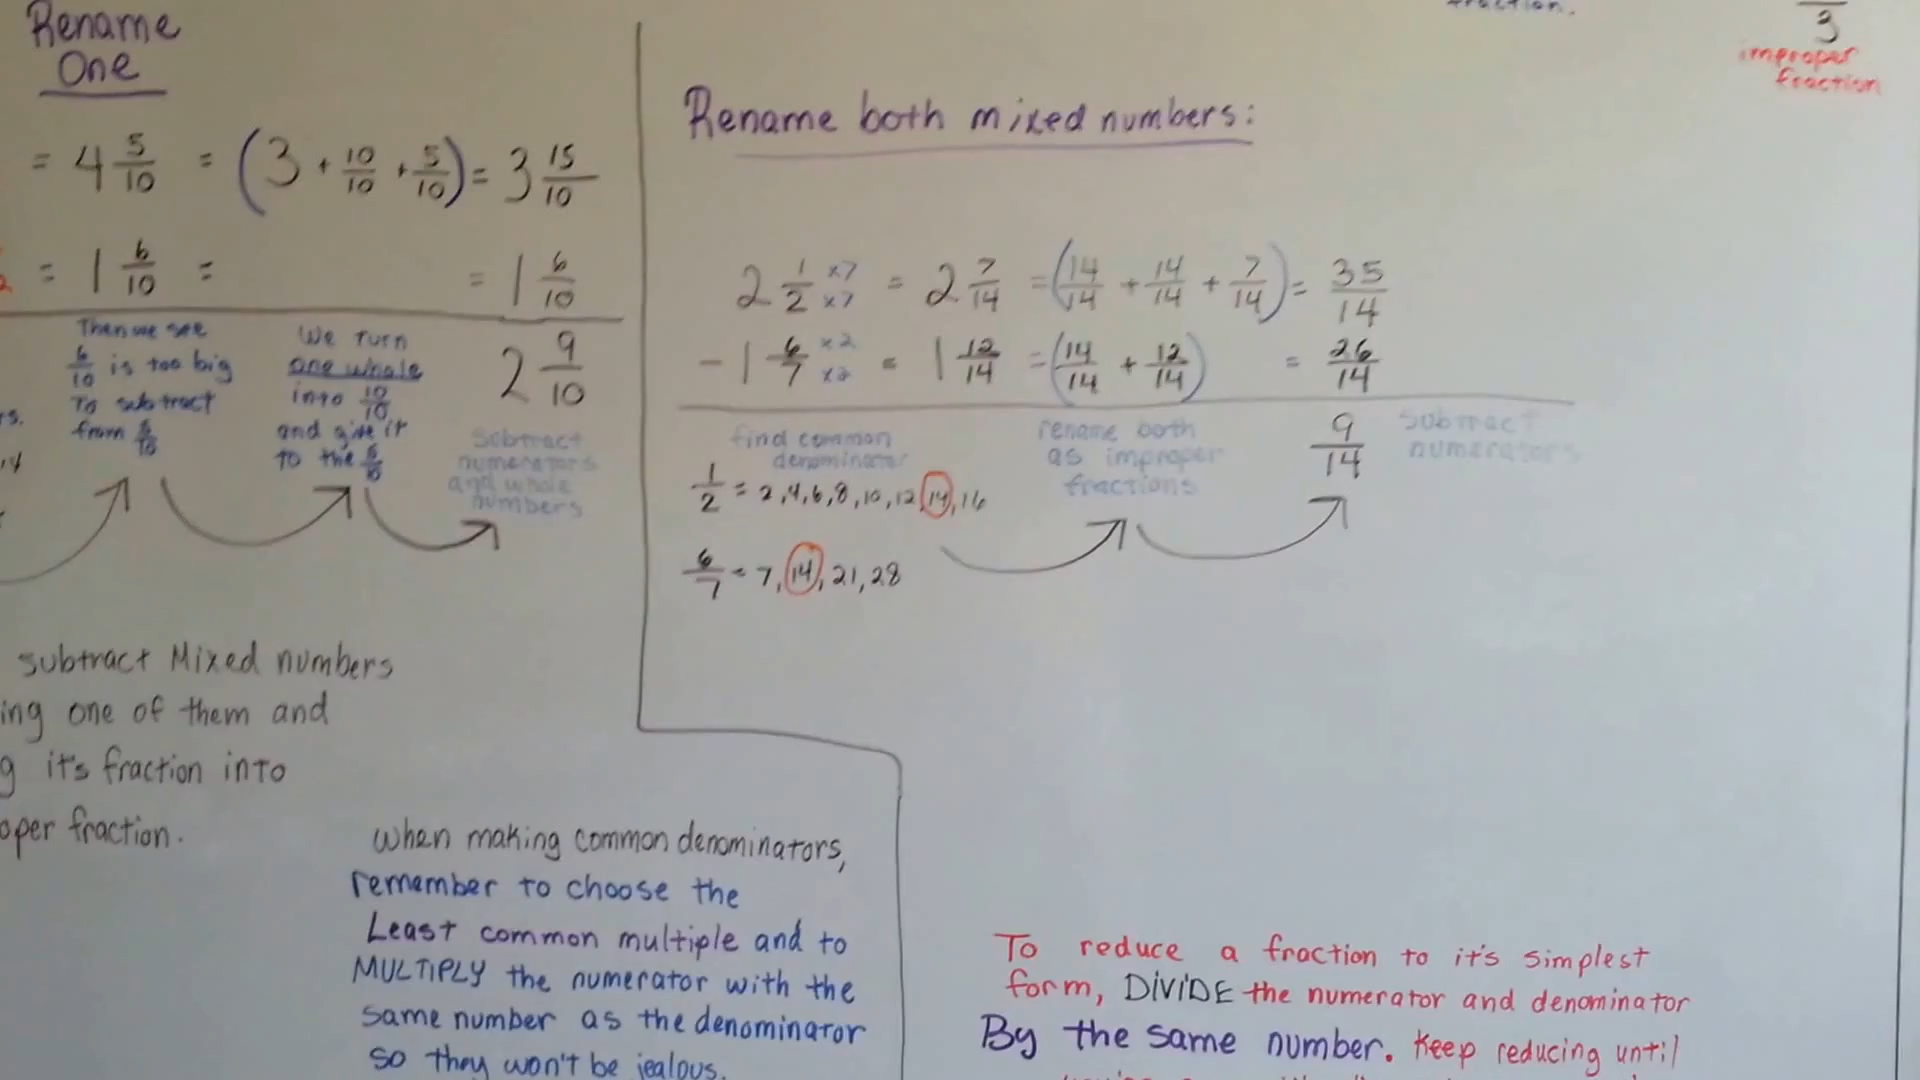 Rename
One
= 4 5/10 = (3 + 10/10 + 5/10) = 3 15/10
= 1 6/10 = = 1 6/10
2 9/10
Then we see
6/10 is too big
To subtract
from 5/10
We turn
one whole
into 10/10
and give it
to the 5/10
subtract
numerators
and whole
numbers
fraction.
3
improper
fraction
Rename both mixed numbers:
2 1/2 x7 x7 = 2 7/14 = (14/14 + 14/14 + 7/14) = 35/14
- 1 6/7 x2 x2 = 1 12/14 = (14/14 + 12/14) = 26/14
9/14
find common
denominator
rename both
as improper
fractions
subtract
numerators
1/2 = 2,4,6,8,10,12,14,16
6/7 = 7,14,21,28
subtract Mixed numbers
ing one of them and
g it's fraction into
oper fraction.
when making common denominators,
remember to choose the
Least common multiple and to
MULTIPLY the numerator with the
same number as the denominator
so they won't be jealous.
To reduce a fraction to it's simplest
form, DIVIDE the numerator and denominator
By the same number. Keep reducing until